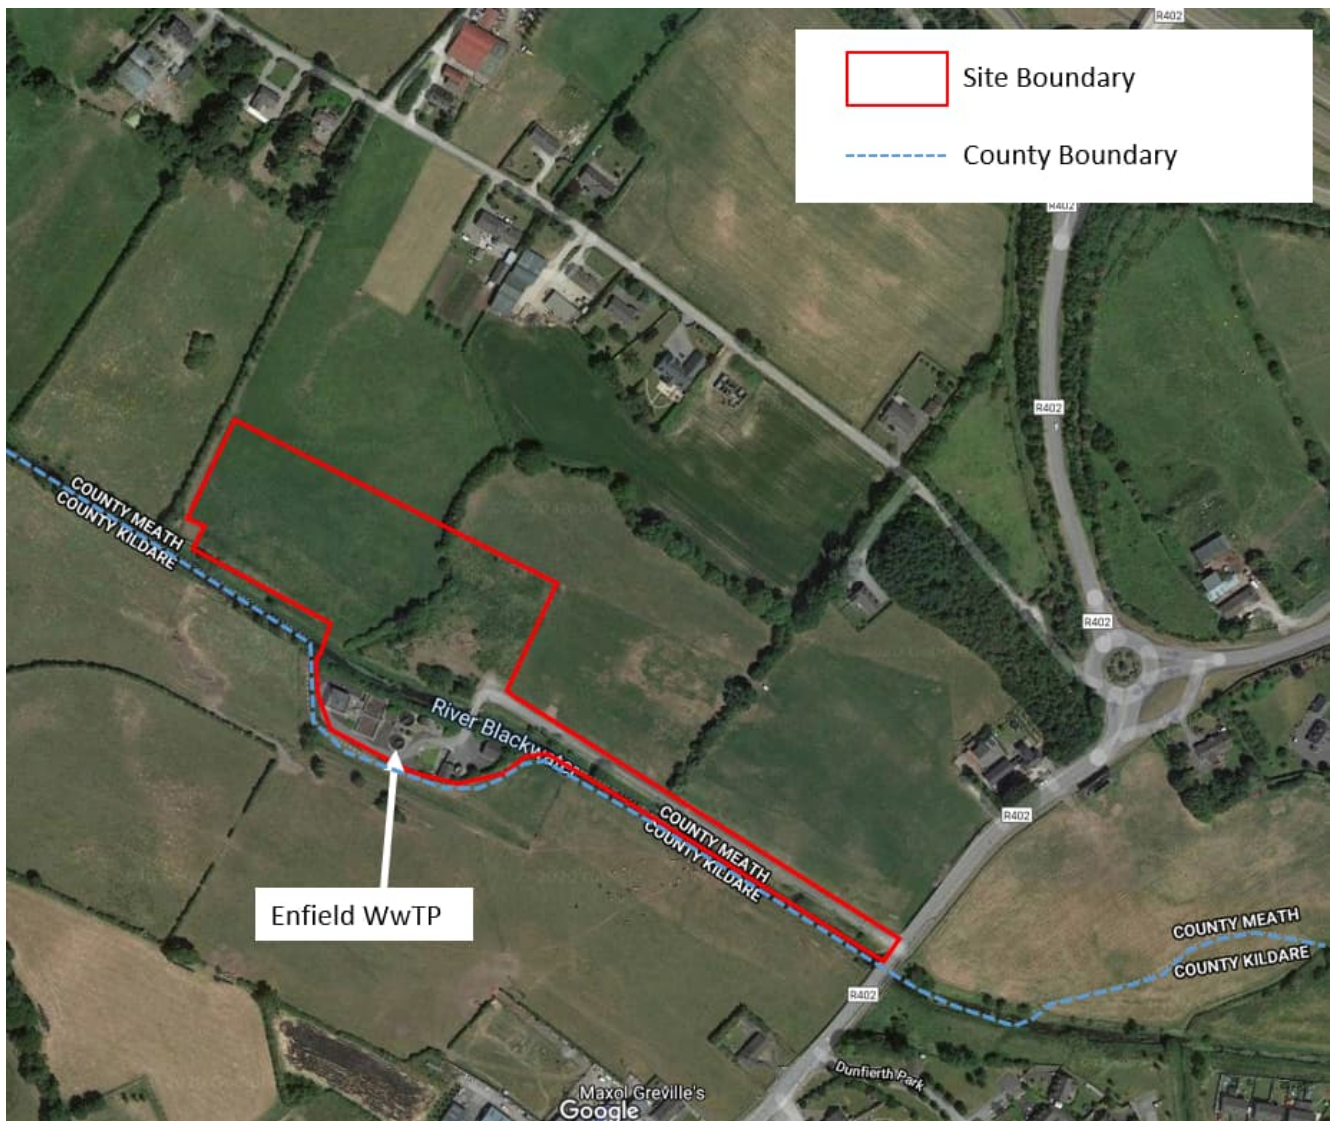 R402
Site Boundary
County Boundary
R402
R402
COUNTY MEATH
COUNTY KILDARE
R402
River Blackwater
R402
COUNTY MEATH
COUNTY KILDARE
Enfield WwTP
COUNTY MEATH
COUNTY KILDARE
R402
Dunfierth Park
Maxol Greville's
Google